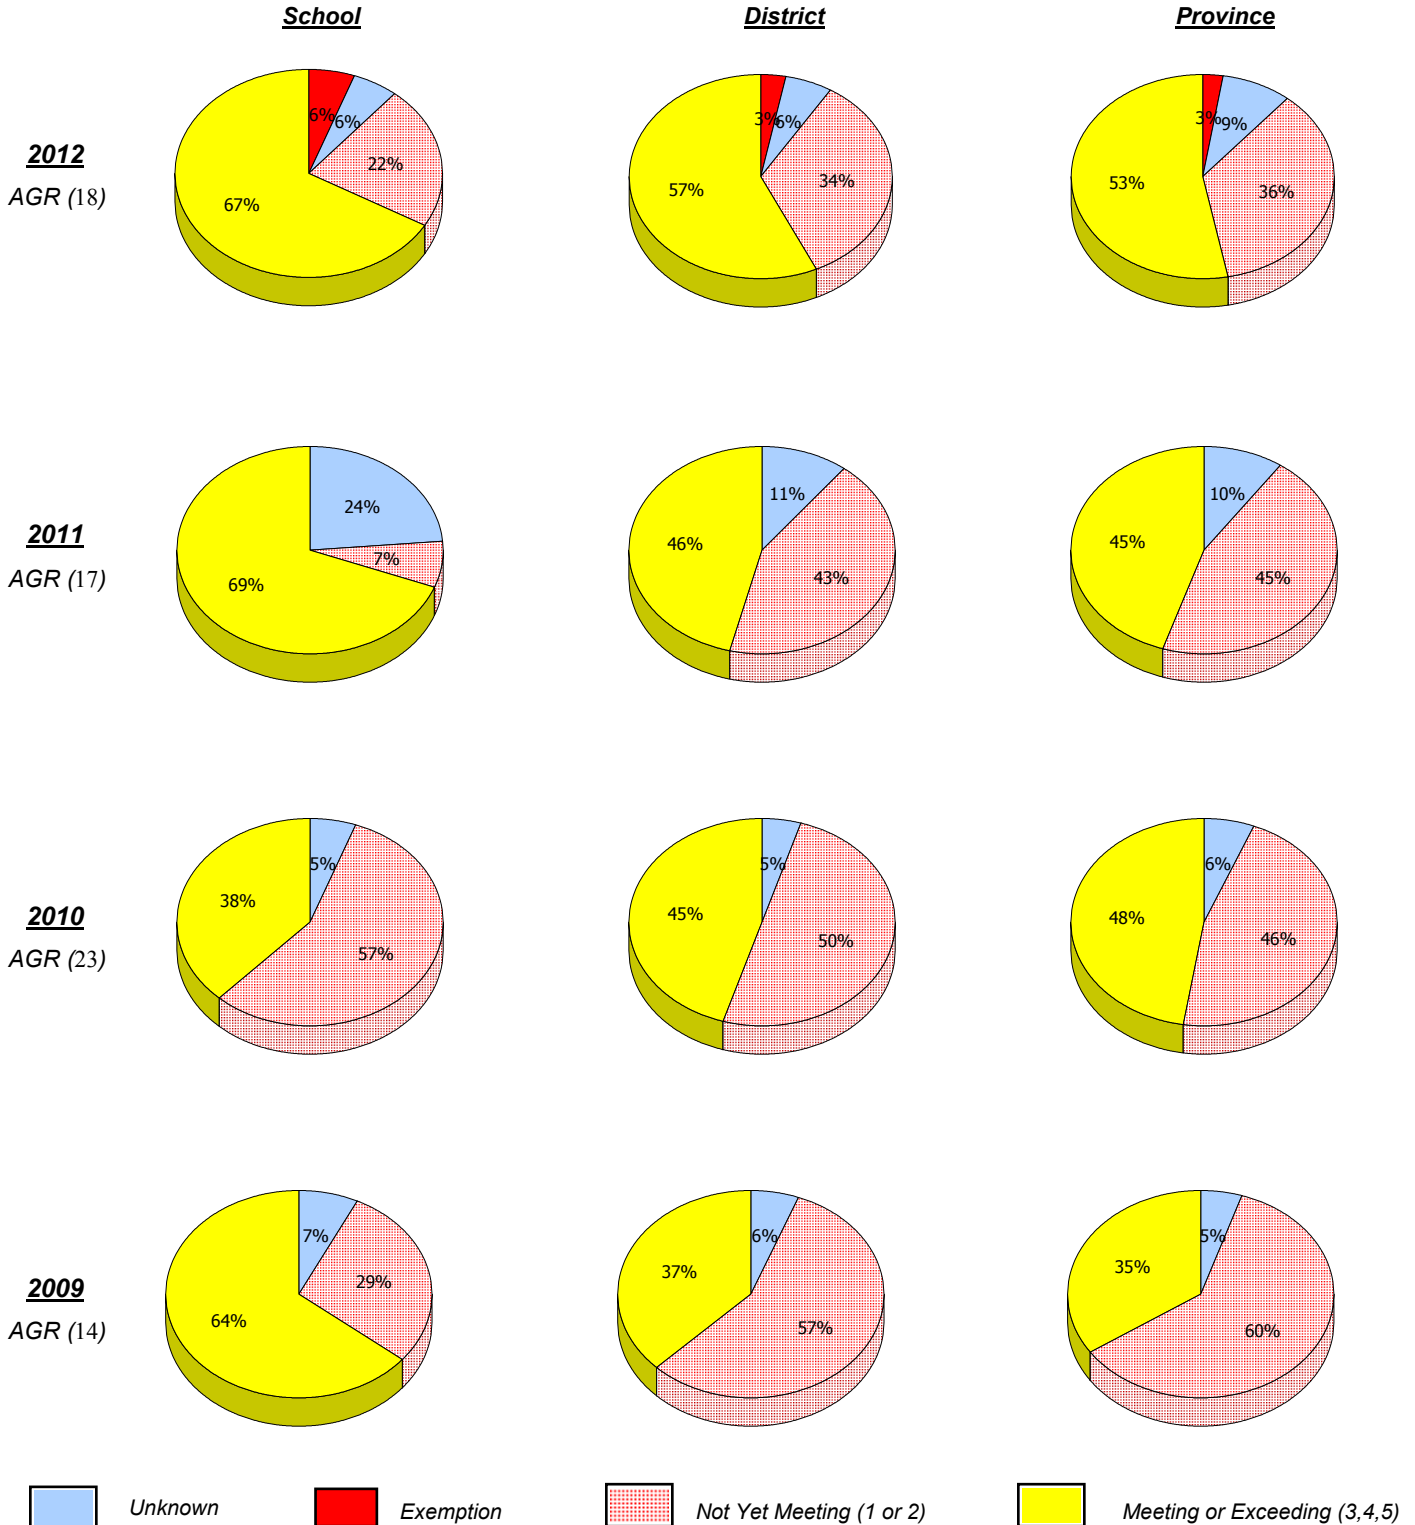 School District Province
6% 6% 22% 67%
3% 6% 34% 57%
3% 9% 36% 53%
2012
AGR (18)
24% 7% 69%
11% 43% 46%
10% 45% 45%
2011
AGR (17)
5% 57% 38%
5% 50% 45%
6% 46% 48%
2010
AGR (23)
7% 29% 64%
6% 57% 37%
5% 60% 35%
2009
AGR (14)
Unknown Exemption Not Yet Meeting (1 or 2) Meeting or Exceeding (3,4,5)